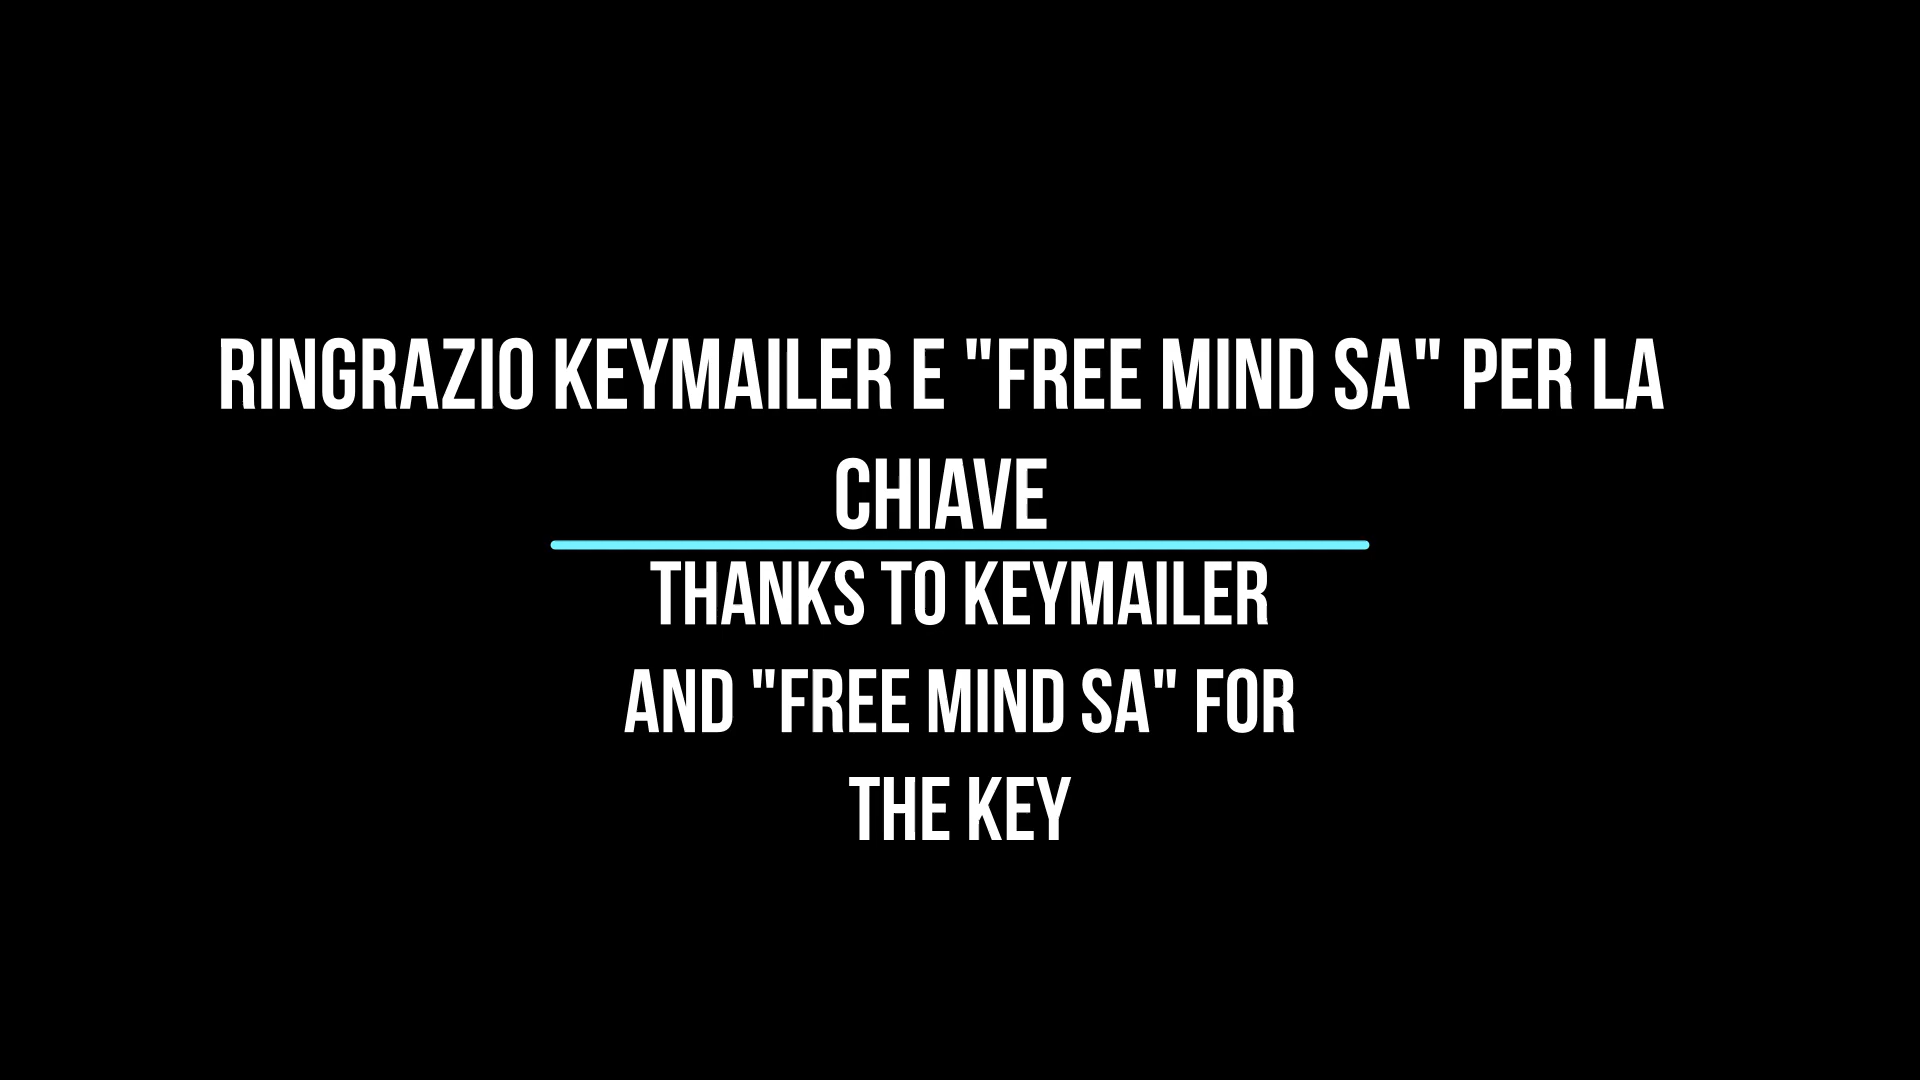 RINGRAZIO KEYMAILER E "FREE MIND SA" PER LA
CHIAVE
THANKS TO KEYMAILER
AND "FREE MIND SA" FOR
THE KEY